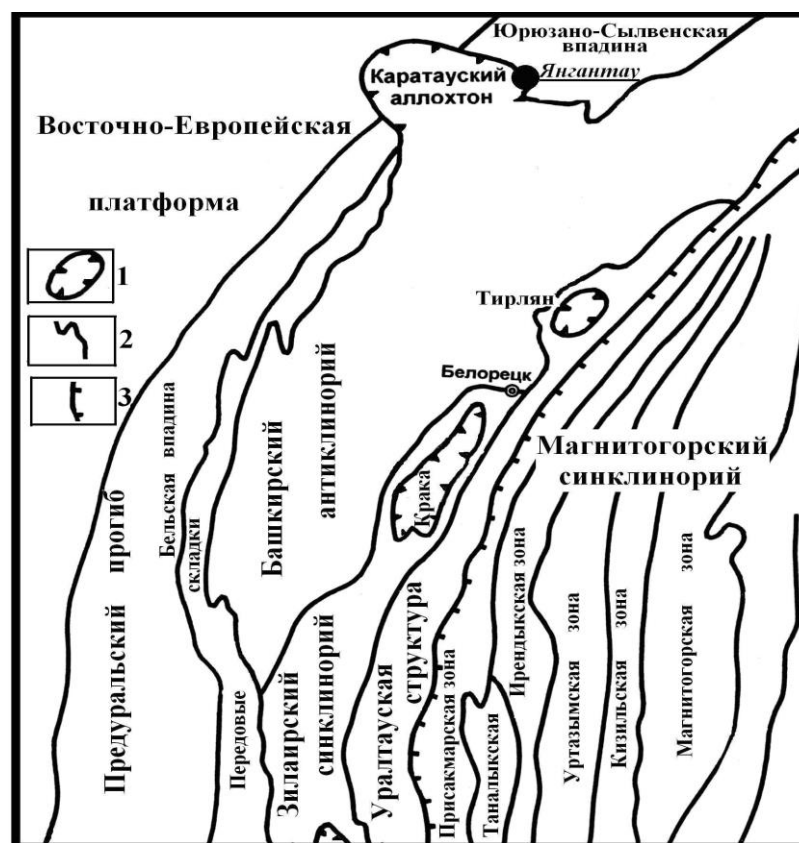 Юрюзано-Сылвенская
впадина
Каратауский
аллохтон
Янгантау
Восточно-Европейская
платформа
1
2
3
Тирлян
Белорецк
Магнитогорский
синклинорий
Предуральский
прогиб
Бельская впадина
Передовые
складки
Башкирский
антиклинорий
Крака
Зилаирский
синклинорий
Уралтауская
структура
Присакмарская зона
Таналыкская
Ирендыкская зона
Уртазымская зона
Кизильская зона
Магнитогорская зона